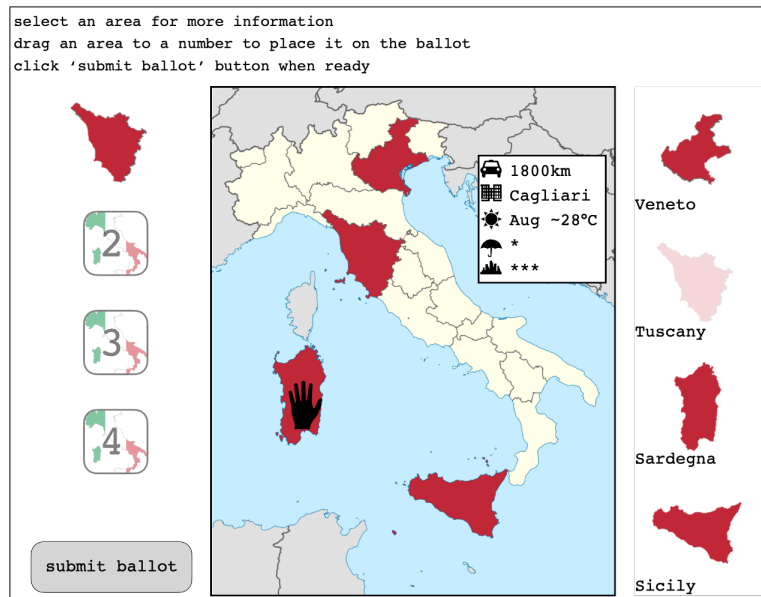 select an area for more information
drag an area to a number to place it on the ballot
click ‘submit ballot’ button when ready
1800km
Cagliari
Aug ~28°C
*
***
2
3
4
submit ballot
Veneto
Tuscany
Sardegna
Sicily